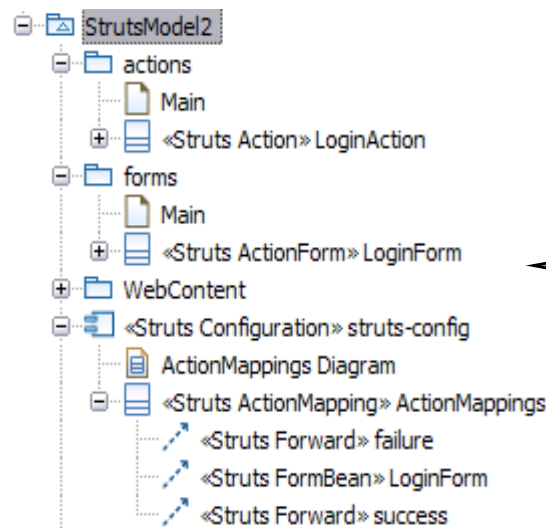 StrutsModel2
actions
Main
«Struts Action» LoginAction
forms
Main
«Struts ActionForm» LoginForm
WebContent
«Struts Configuration» struts-config
ActionMappings Diagram
«Struts ActionMapping» ActionMappings
«Struts Forward» failure
«Struts FormBean» LoginForm
«Struts Forward» success